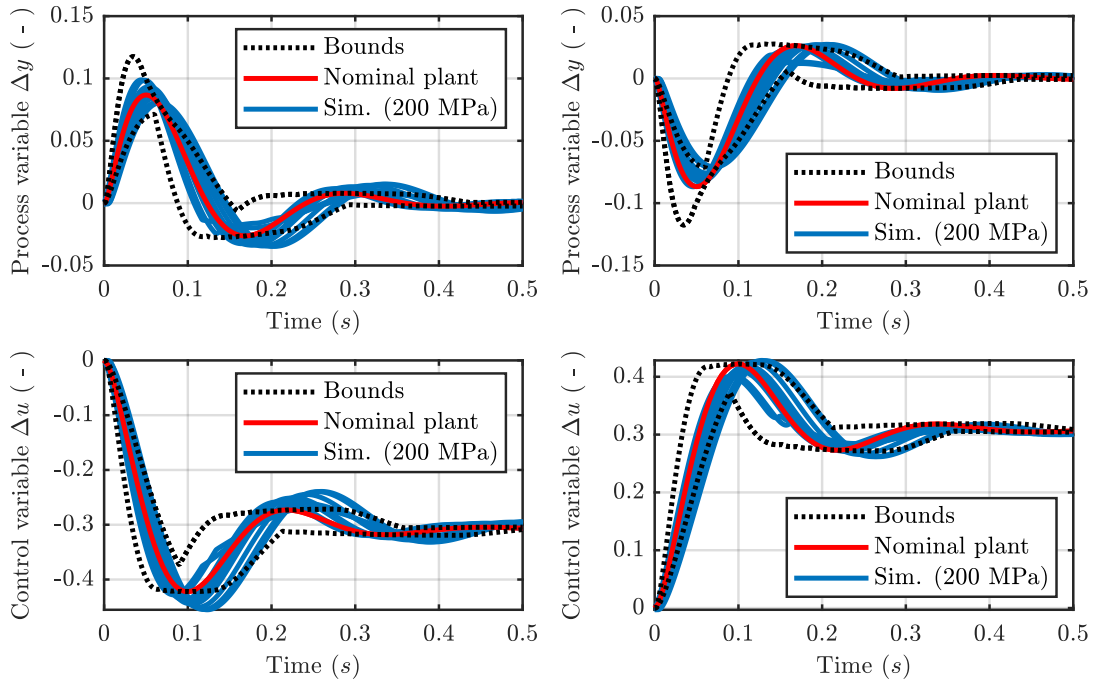 Process variable Δy ( - )
0.15
0.1
0.05
0
-0.05
Bounds
Nominal plant
Sim. (200 MPa)
0 0.1 0.2 0.3 0.4 0.5
Time (s)
Process variable Δy ( - )
0.05
0
-0.05
-0.1
-0.15
Bounds
Nominal plant
Sim. (200 MPa)
0 0.1 0.2 0.3 0.4 0.5
Time (s)
Control variable Δu ( - )
0
-0.1
-0.2
-0.3
-0.4
Bounds
Nominal plant
Sim. (200 MPa)
0 0.1 0.2 0.3 0.4 0.5
Time (s)
Control variable Δu ( - )
0.4
0.3
0.2
0.1
0
Bounds
Nominal plant
Sim. (200 MPa)
0 0.1 0.2 0.3 0.4 0.5
Time (s)